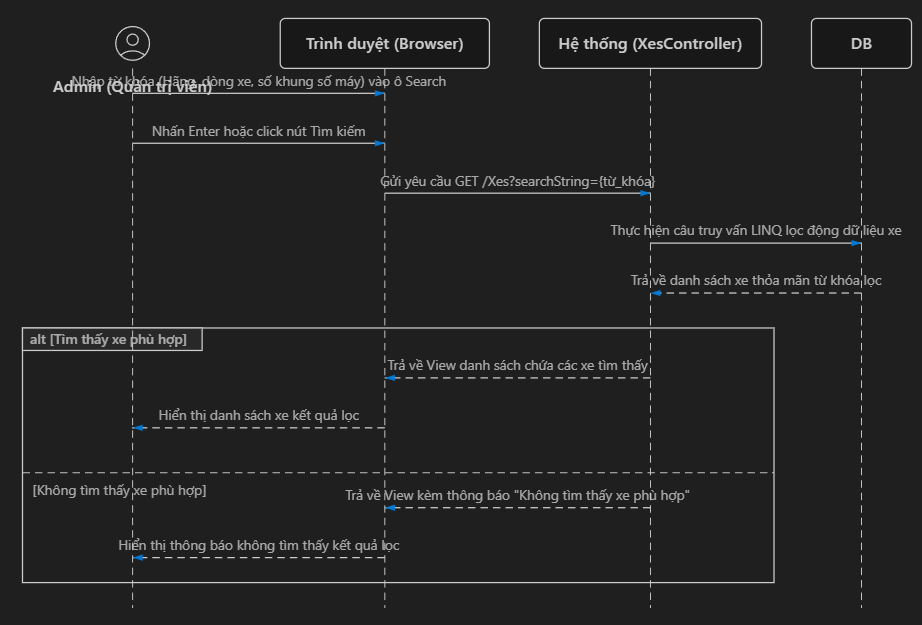 Trình duyệt (Browser)
Hệ thống (XesController)
DB
Admin (Quản trị viên)
Nhập từ khóa (Hãng, dòng xe, số khung số máy) vào ô Search
Nhấn Enter hoặc click nút Tìm kiếm
Gửi yêu cầu GET /Xes?searchString={từ_khóa}
Thực hiện câu truy vấn LINQ lọc động dữ liệu xe
Trả về danh sách xe thỏa mãn từ khóa lọc
alt [Tìm thấy xe phù hợp]
Trả về View danh sách chứa các xe tìm thấy
Hiển thị danh sách xe kết quả lọc
[Không tìm thấy xe phù hợp]
Trả về View kèm thông báo "Không tìm thấy xe phù hợp"
Hiển thị thông báo không tìm thấy kết quả lọc